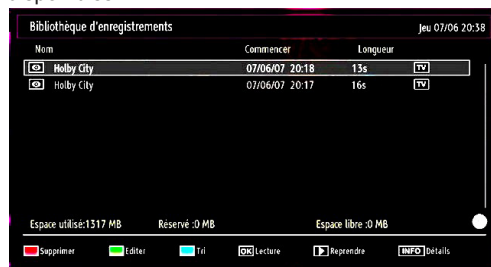 Bibliothèque d'enregistrements Jeu 07/06 20:38
Nom Commencer Longueur
Holby City 07/06/07 20:18 13s TV
Holby City 07/06/07 20:17 16s TV
Espace utilisé:1317 MB Réservé :0 MB Espace libre :0 MB
Supprimer Editer Tri OK Lecture Reprendre INFO Détails